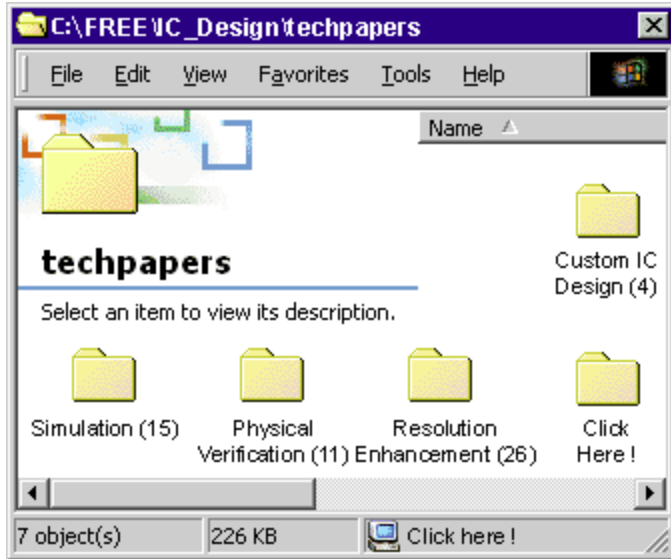 C:\FREE\IC_Design\techpapers
File Edit View Favorites Tools Help
Name
techpapers
Select an item to view its description.
Custom IC
Design (4)
Simulation (15)
Physical
Verification (11)
Resolution
Enhancement (26)
Click
Here !
7 object(s) 226 KB Click here !